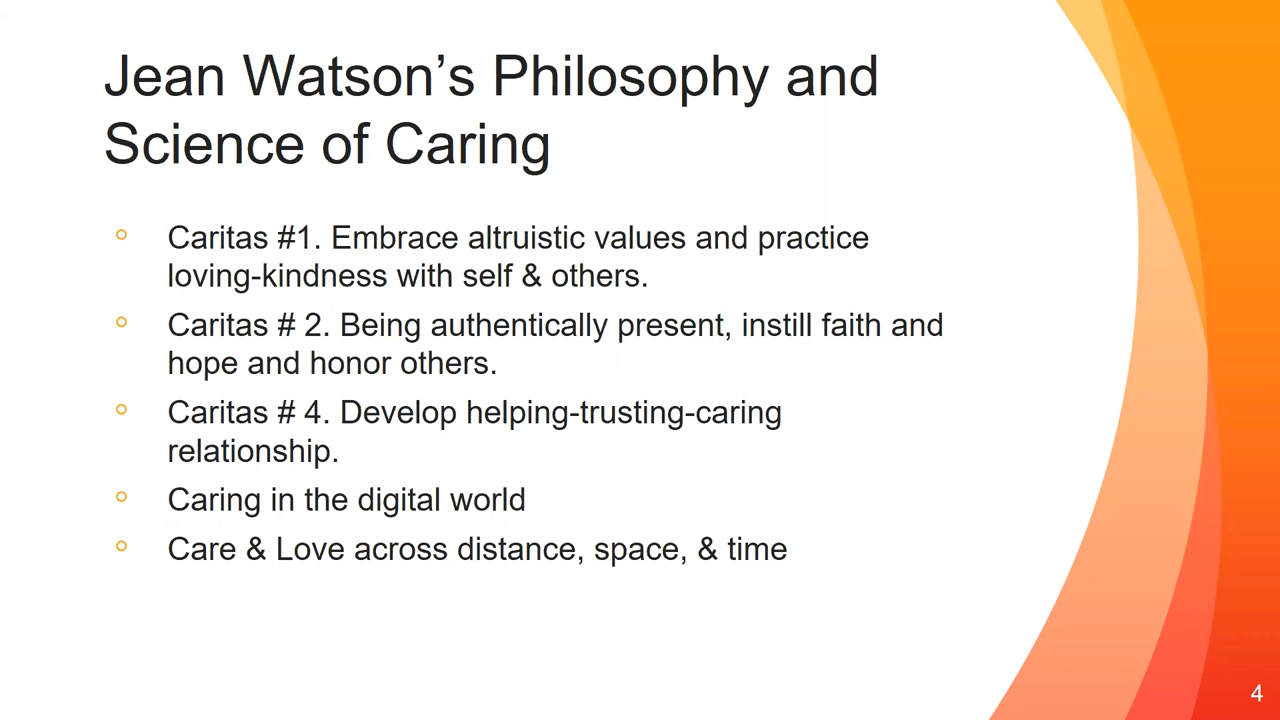 Jean Watson’s Philosophy and
Science of Caring
Caritas #1. Embrace altruistic values and practice
loving-kindness with self & others.
Caritas # 2. Being authentically present, instill faith and
hope and honor others.
Caritas # 4. Develop helping-trusting-caring
relationship.
Caring in the digital world
Care & Love across distance, space, & time
4